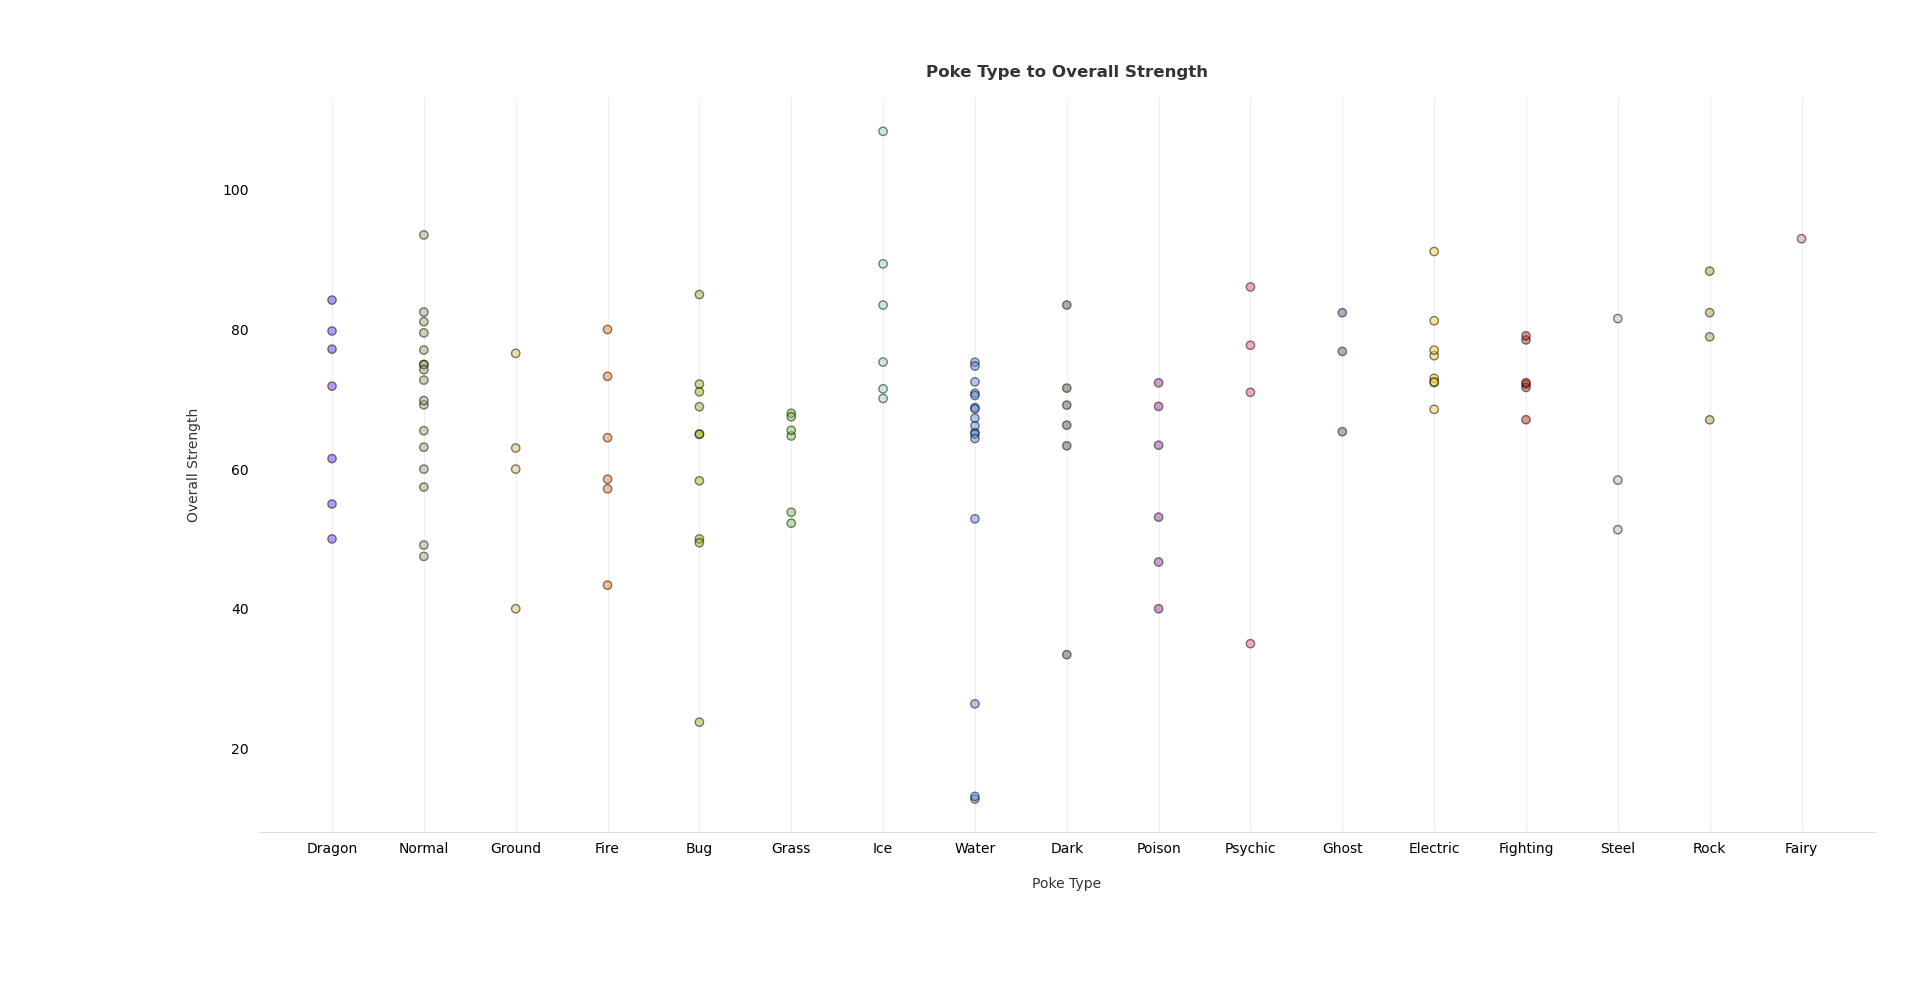 Poke Type to Overall Strength
100
80
60
40
20
Overall Strength
Dragon Normal Ground Fire Bug Grass Ice Water Dark Poison Psychic Ghost Electric Fighting Steel Rock Fairy
Poke Type